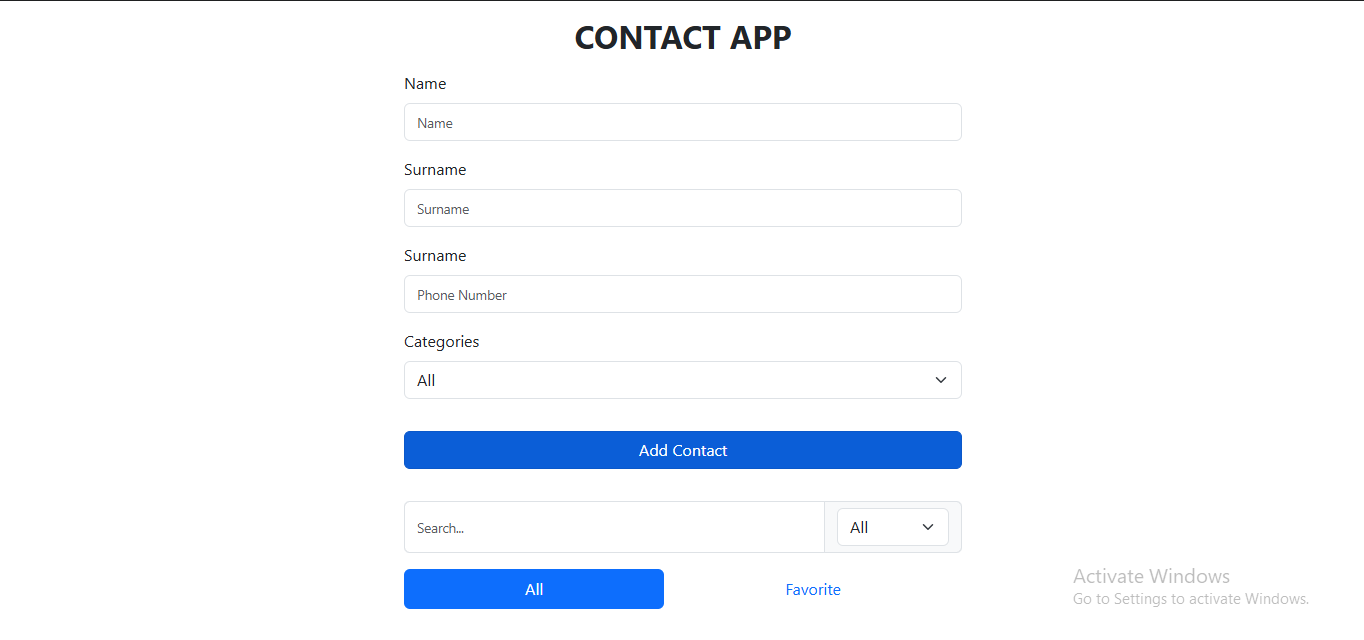 CONTACT APP
Name
Name
Surname
Surname
Surname
Phone Number
Categories
All
Add Contact
Search...
All
All
Favorite
Activate Windows
Go to Settings to activate Windows.